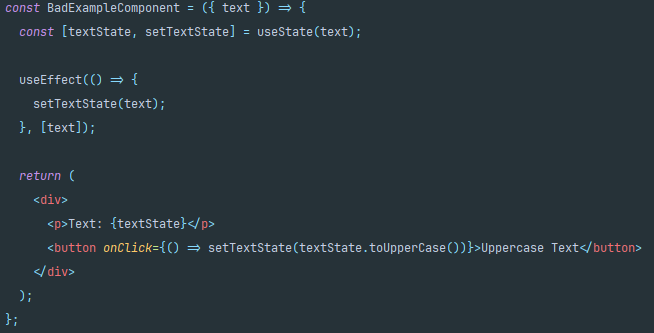 const BadExampleComponent = ({ text }) => {
  const [textState, setTextState] = useState(text);

  useEffect(() => {
    setTextState(text);
  }, [text]);

  return (
    <div>
      <p>Text: {textState}</p>
      <button onClick={() => setTextState(textState.toUpperCase())}>Uppercase Text</button>
    </div>
  );
};